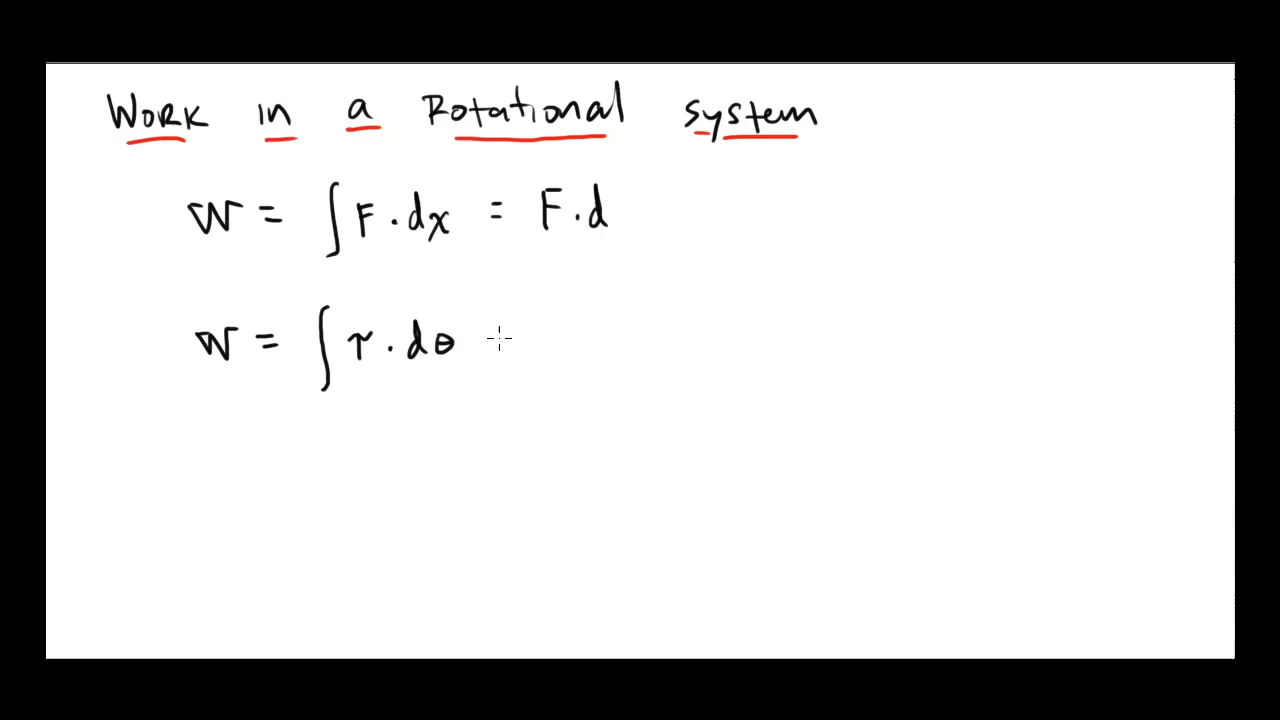 Work in a Rotational system
W = ∫ F . dx = F . d
W = ∫ τ . dθ